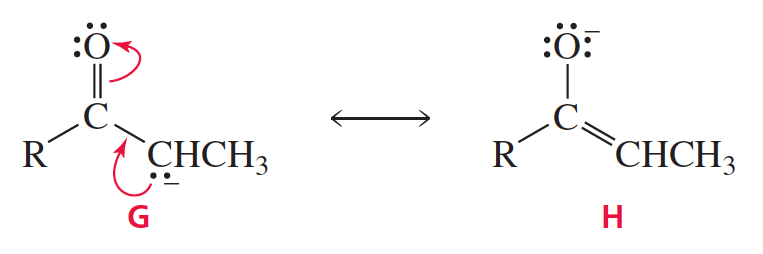 :Ö Ö:⁻
C C
R CHCH₃ R CHCH₃
G H